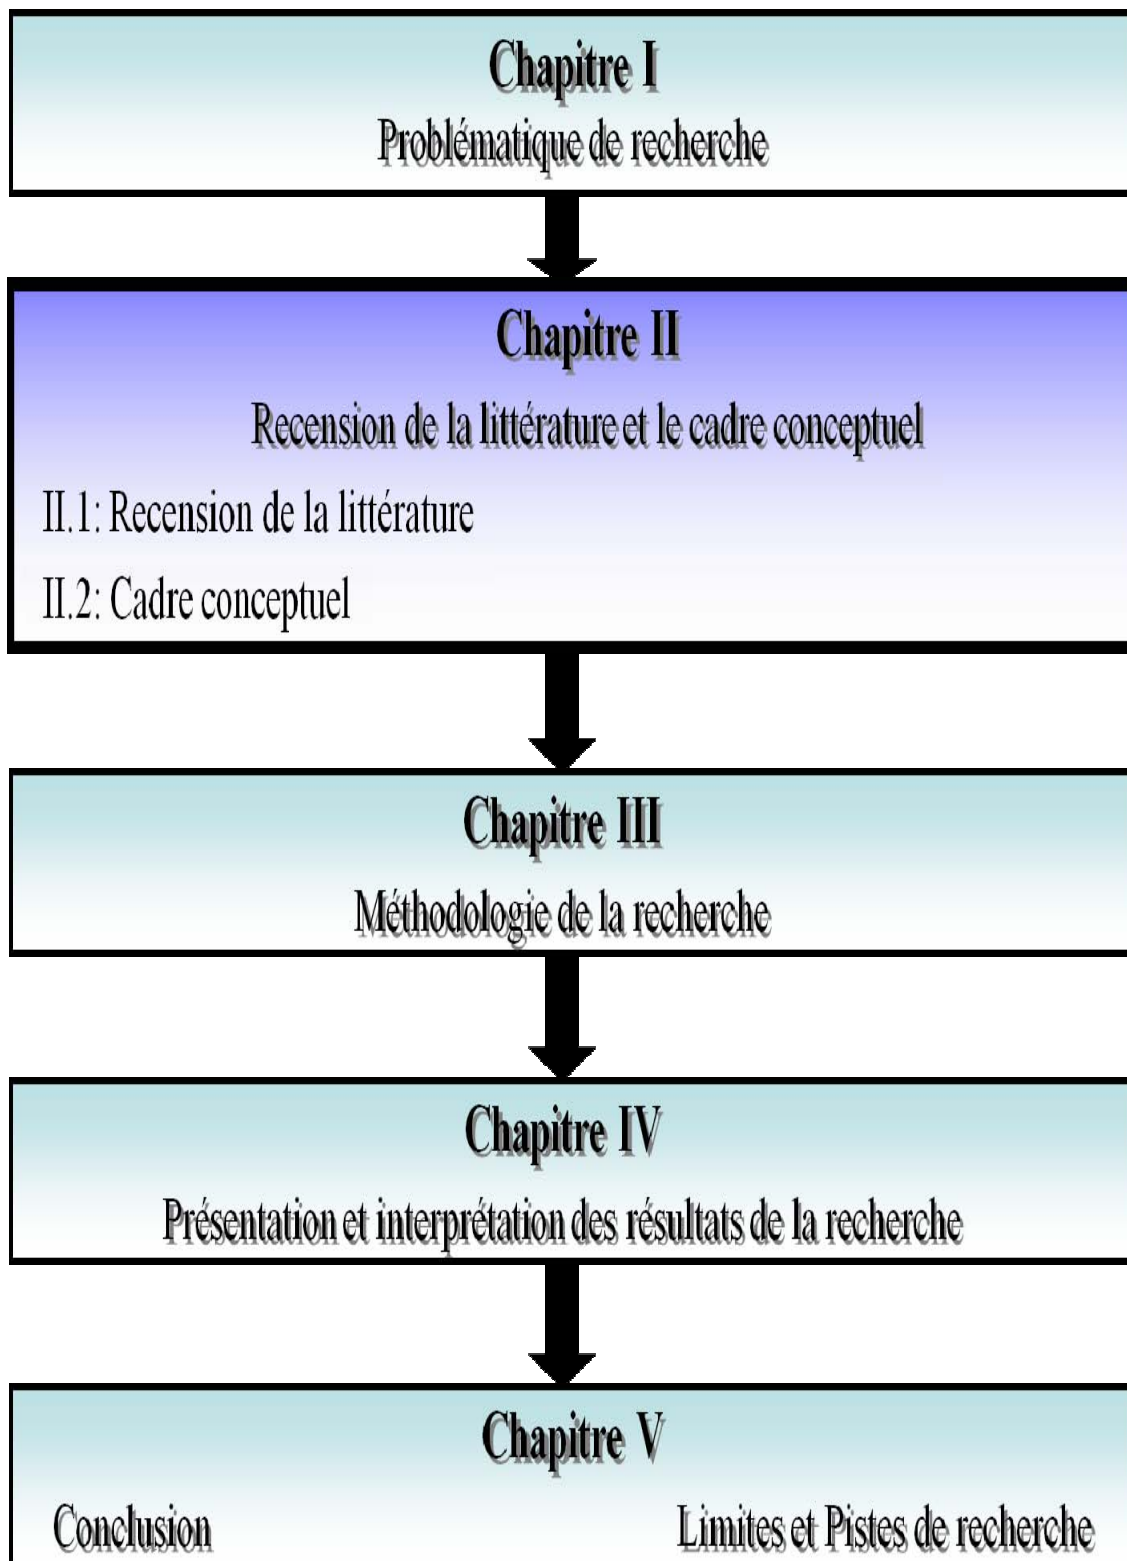 Chapitre I
Problématique de recherche
Chapitre II
Recension de la littérature et le cadre conceptuel
II.1: Recension de la littérature
II.2: Cadre conceptuel
Chapitre III
Méthodologie de la recherche
Chapitre IV
Présentation et interprétation des résultats de la recherche
Chapitre V
Conclusion Limites et Pistes de recherche